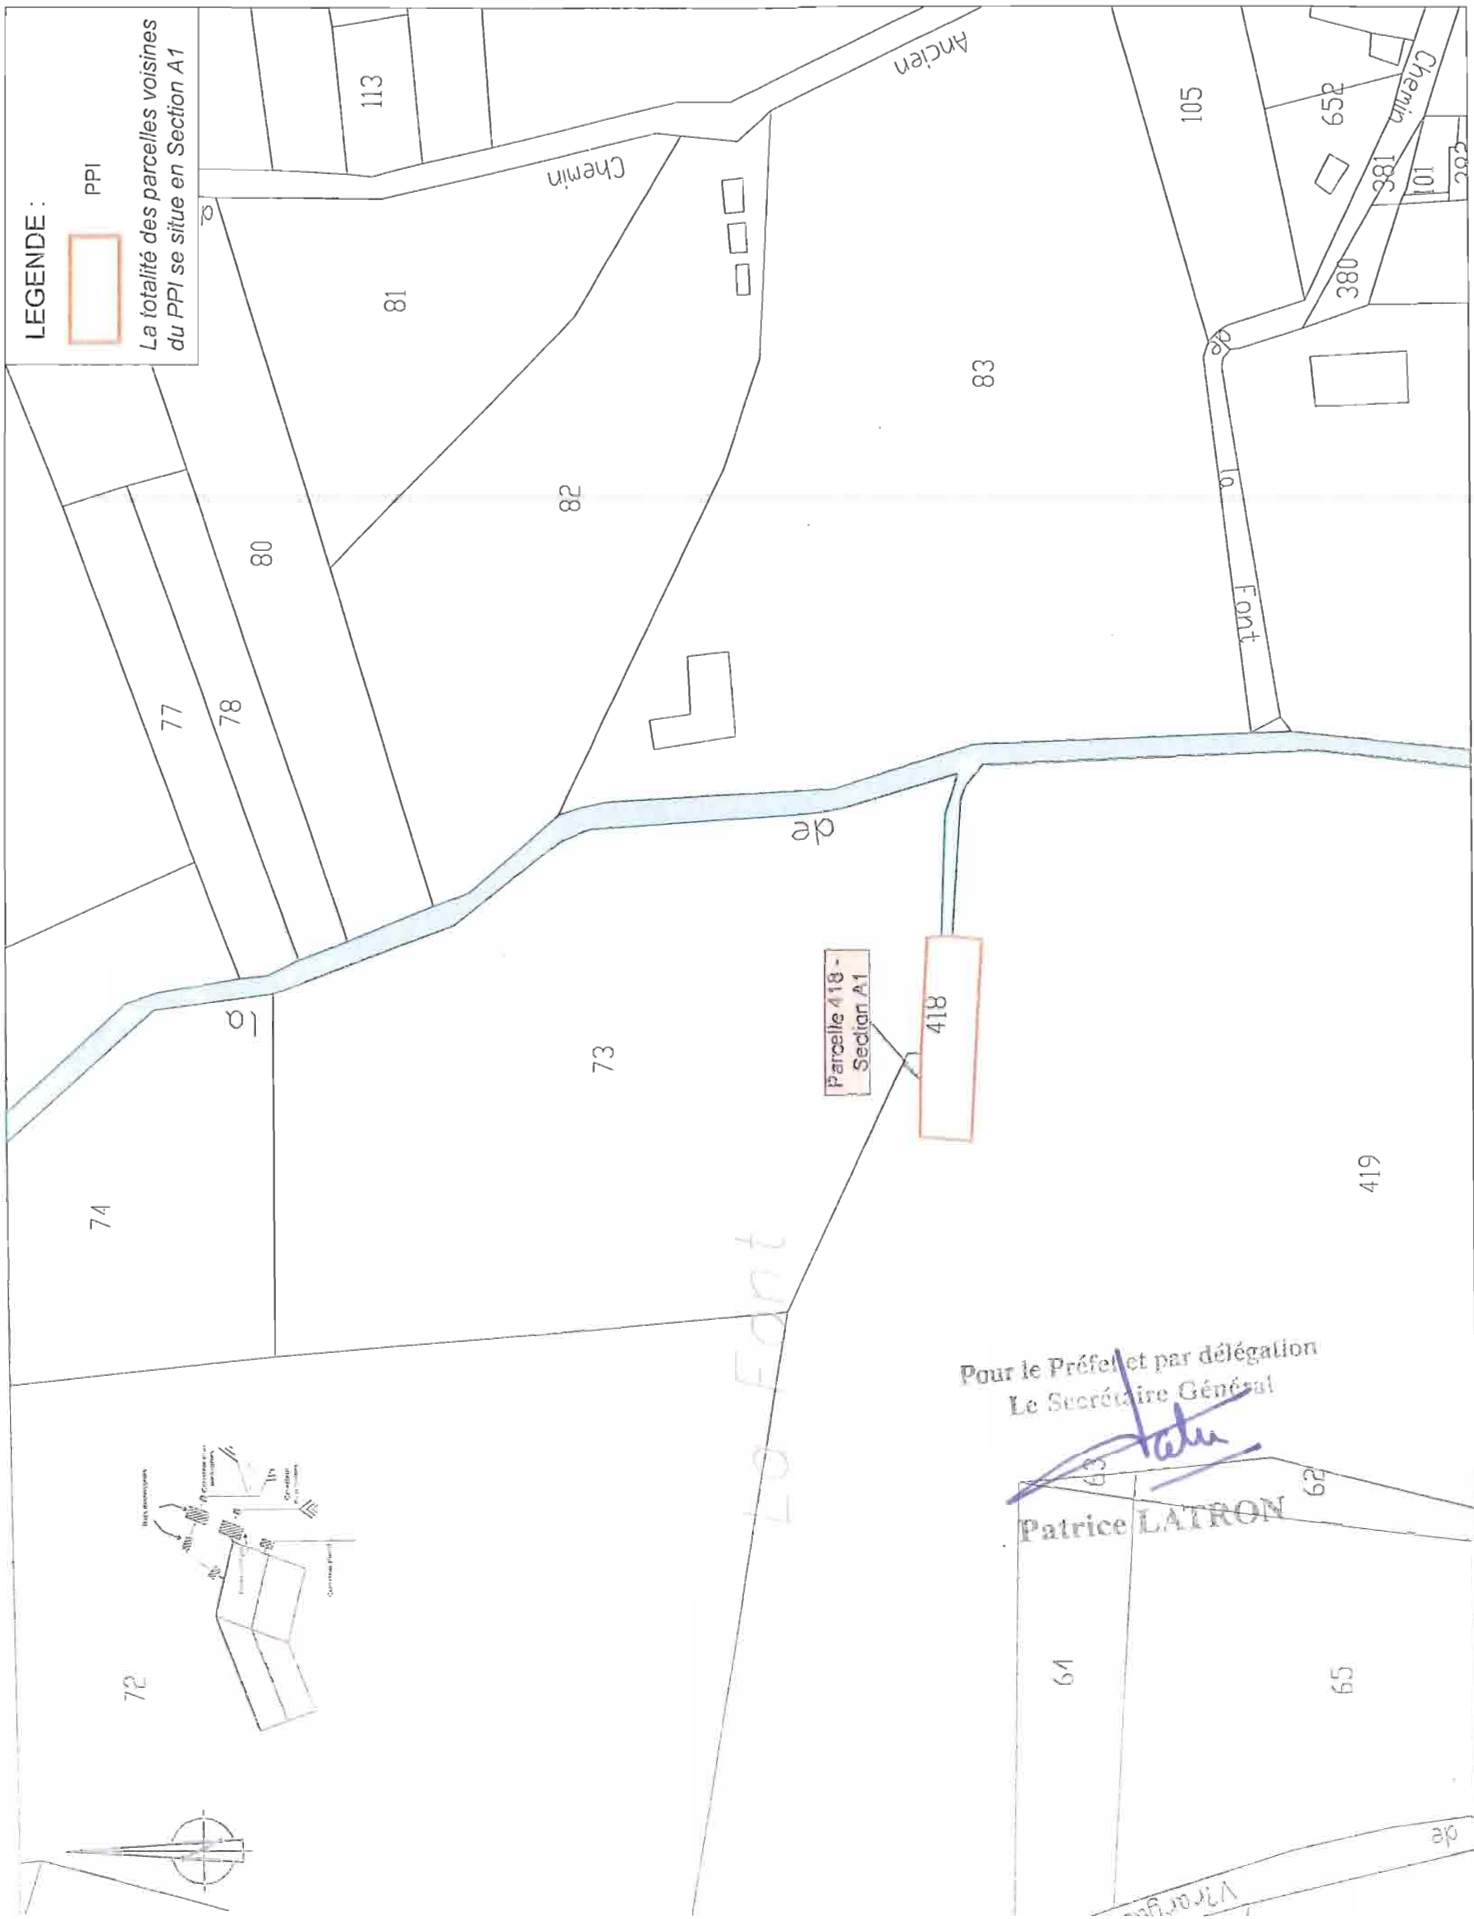 LEGENDE :
PPI
La totalité des parcelles voisines
du PPI se situe en Section A1
113
Chemin
Ancien
105
652
Chemin
381
101
380
81
82
83
de
la
Font
77
78
80
la
de
73
74
Parcelle 418 -
Section A1
418
419
La Font
72
Pour le Préfet et par délégation
Le Secrétaire Général
Patrice LATRON
63
62
64
65
de